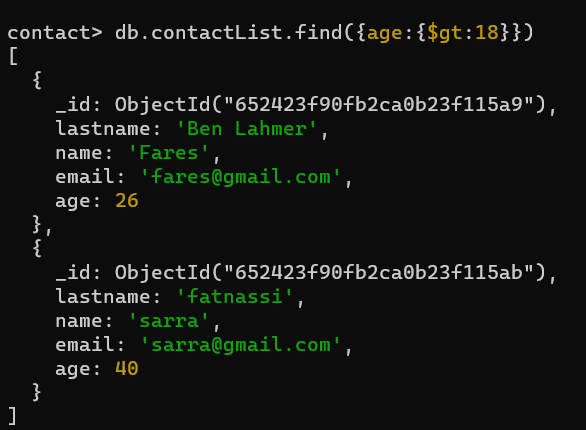 contact> db.contactList.find({age:{$gt:18}})
[
  {
    _id: ObjectId("652423f90fb2ca0b23f115a9"),
    lastname: 'Ben Lahmer',
    name: 'Fares',
    email: 'fares@gmail.com',
    age: 26
  },
  {
    _id: ObjectId("652423f90fb2ca0b23f115ab"),
    lastname: 'fatnassi',
    name: 'sarra',
    email: 'sarra@gmail.com',
    age: 40
  }
]